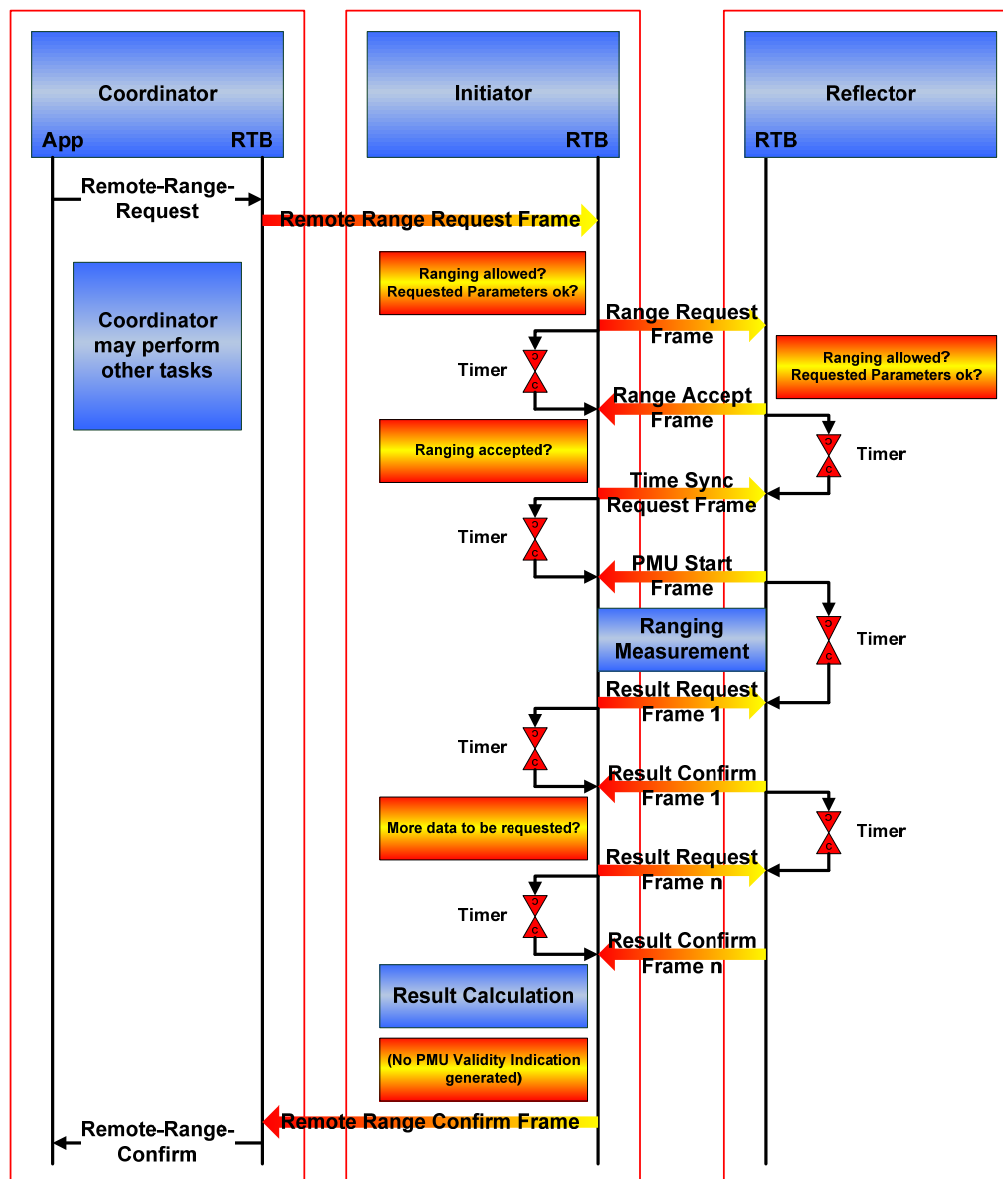 Coordinator
Initiator
Reflector
App
RTB
RTB
RTB
Remote-Range-
Request
Remote Range Request Frame
Ranging allowed?
Requested Parameters ok?
Coordinator
may perform
other tasks
Range Request
Frame
Timer
Ranging allowed?
Requested Parameters ok?
Range Accept
Frame
Ranging accepted?
Timer
Time Sync
Request Frame
Timer
PMU Start
Frame
Ranging
Measurement
Timer
Result Request
Frame 1
Timer
Result Confirm
Frame 1
More data to be requested?
Timer
Result Request
Frame n
Timer
Result Confirm
Frame n
Result Calculation
(No PMU Validity Indication
generated)
Remote Range Confirm Frame
Remote-Range-
Confirm